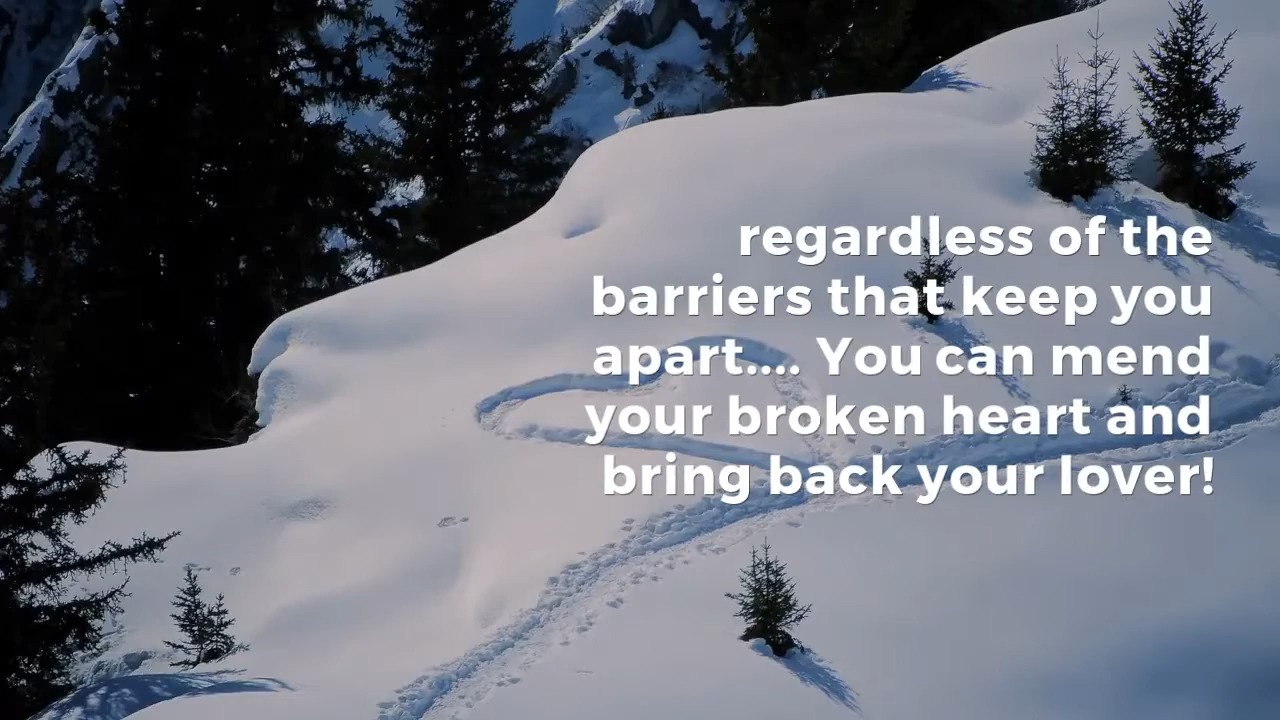 regardless of the
barriers that keep you
apart.... You can mend
your broken heart and
bring back your lover!